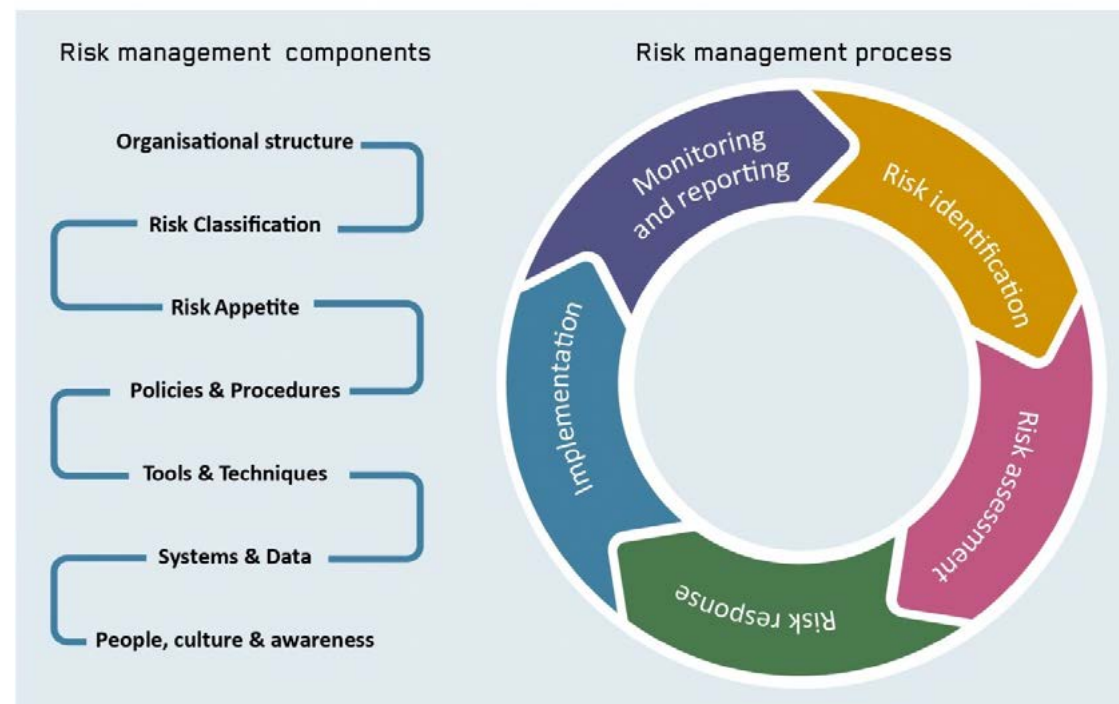 Risk management components
Organisational structure
Risk Classification
Risk Appetite
Policies & Procedures
Tools & Techniques
Systems & Data
People, culture & awareness
Risk management process
Monitoring
and reporting
Risk identification
Risk assessment
Risk response
Implementation